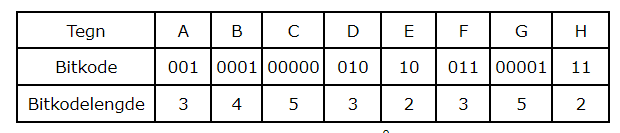 Tegn A B C D E F G H
Bitkode 001 0001 00000 010 10 011 00001 11
Bitkodelengde 3 4 5 3 2 3 5 2